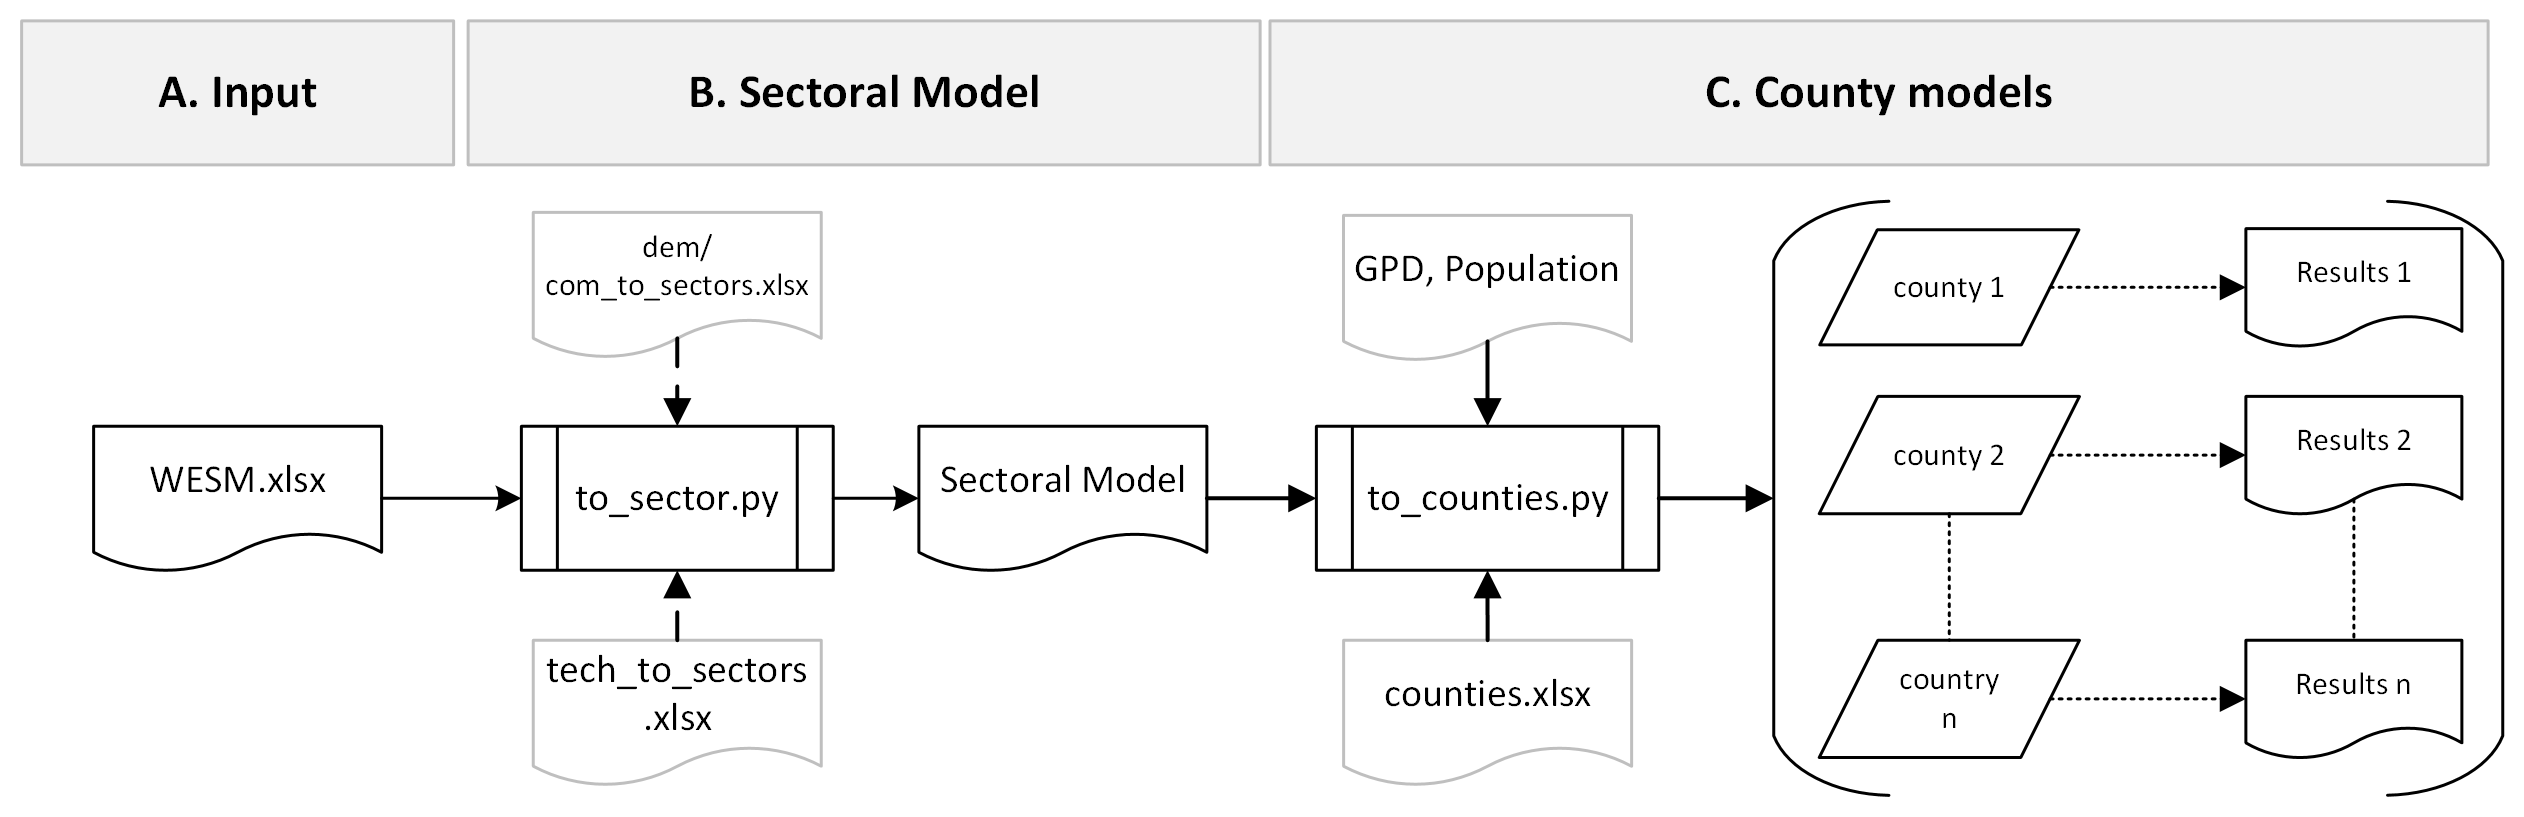 A. Input
B. Sectoral Model
C. County models
dem/
com_to_sectors.xlsx
GPD, Population
county 1
Results 1
county 2
Results 2
WESM.xlsx
to_sector.py
Sectoral Model
to_counties.py
tech_to_sectors
.xlsx
counties.xlsx
country
n
Results n